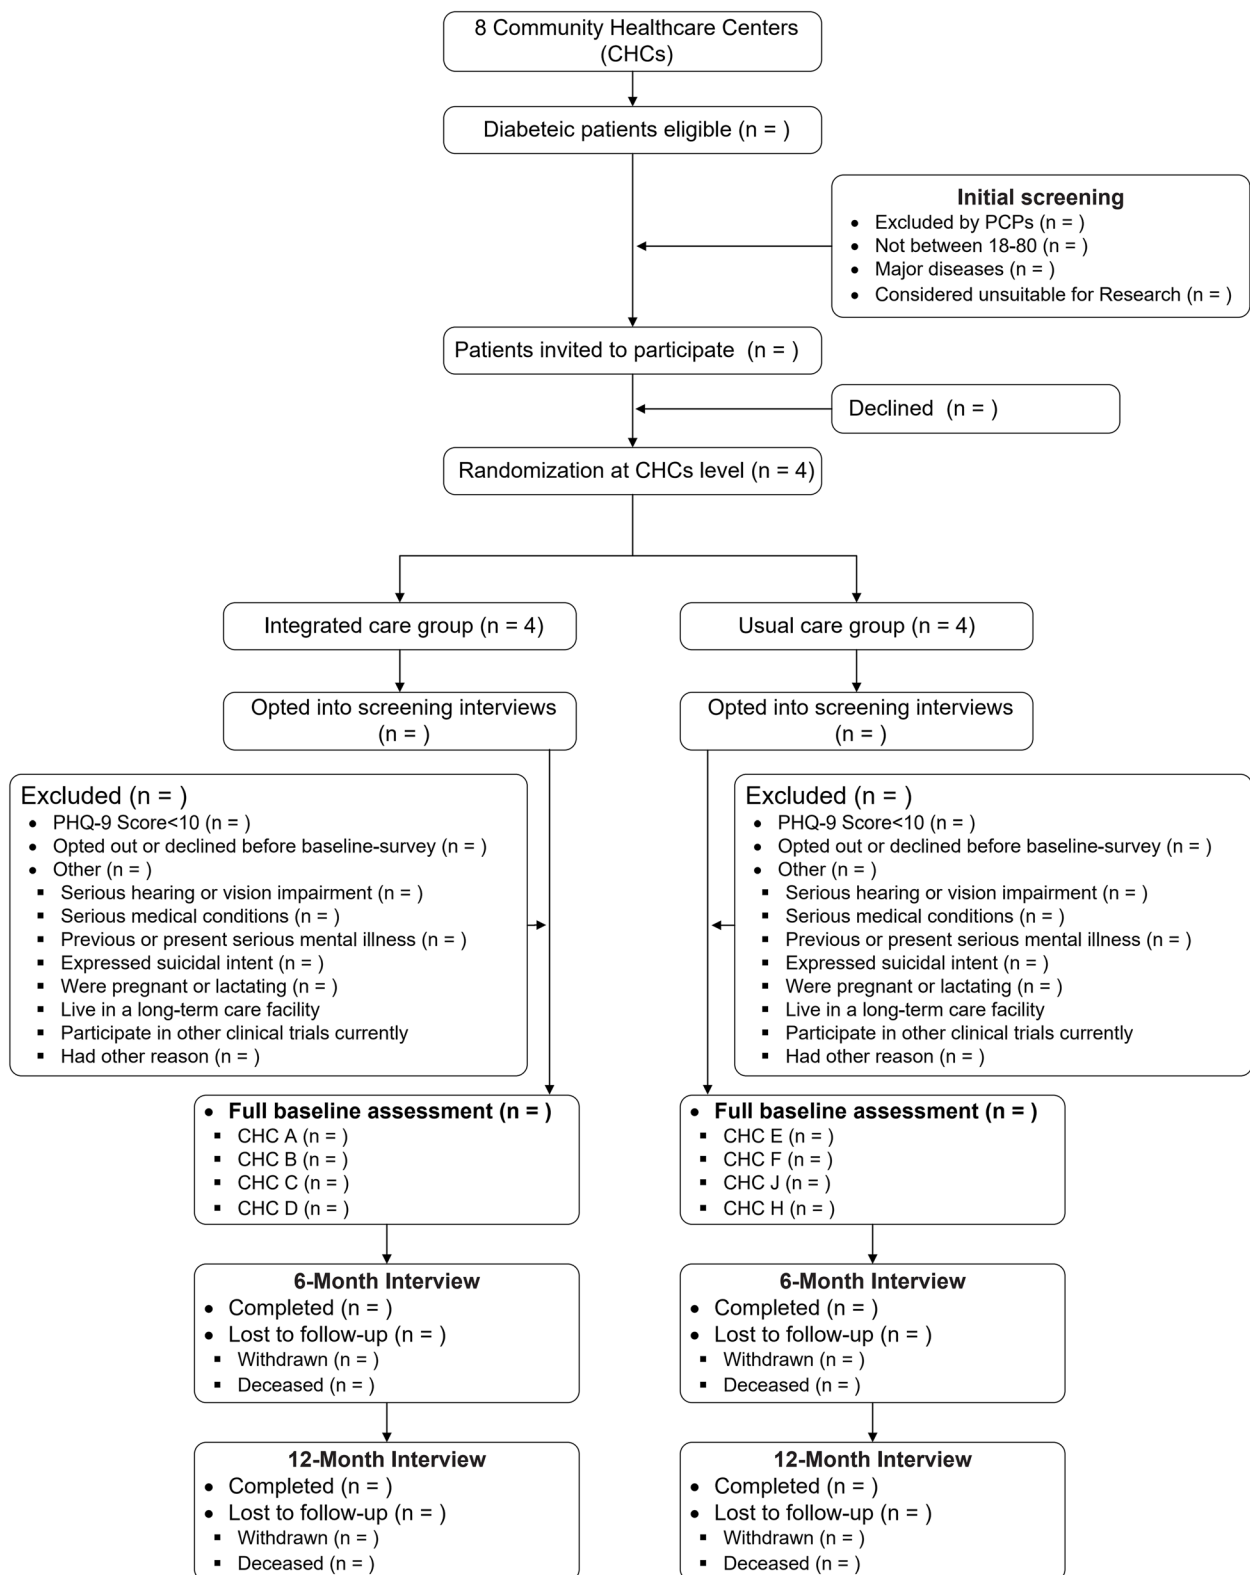 8 Community Healthcare Centers
(CHCs)
Diabeteic patients eligible (n = )
Initial screening
• Excluded by PCPs (n = )
• Not between 18-80 (n = )
• Major diseases (n = )
• Considered unsuitable for Research (n = )
Patients invited to participate (n = )
Declined (n = )
Randomization at CHCs level (n = 4)
Integrated care group (n = 4)
Usual care group (n = 4)
Opted into screening interviews
(n = )
Opted into screening interviews
(n = )
Excluded (n = )
• PHQ-9 Score<10 (n = )
• Opted out or declined before baseline-survey (n = )
• Other (n = )
▪ Serious hearing or vision impairment (n = )
▪ Serious medical conditions (n = )
▪ Previous or present serious mental illness (n = )
▪ Expressed suicidal intent (n = )
▪ Were pregnant or lactating (n = )
▪ Live in a long-term care facility
▪ Participate in other clinical trials currently
▪ Had other reason (n = )
Excluded (n = )
• PHQ-9 Score<10 (n = )
• Opted out or declined before baseline-survey (n = )
• Other (n = )
▪ Serious hearing or vision impairment (n = )
▪ Serious medical conditions (n = )
▪ Previous or present serious mental illness (n = )
▪ Expressed suicidal intent (n = )
▪ Were pregnant or lactating (n = )
▪ Live in a long-term care facility
▪ Participate in other clinical trials currently
▪ Had other reason (n = )
• Full baseline assessment (n = )
▪ CHC A (n = )
▪ CHC B (n = )
▪ CHC C (n = )
▪ CHC D (n = )
• Full baseline assessment (n = )
▪ CHC E (n = )
▪ CHC F (n = )
▪ CHC J (n = )
▪ CHC H (n = )
6-Month Interview
• Completed (n = )
• Lost to follow-up (n = )
▪ Withdrawn (n = )
▪ Deceased (n = )
6-Month Interview
• Completed (n = )
• Lost to follow-up (n = )
▪ Withdrawn (n = )
▪ Deceased (n = )
12-Month Interview
• Completed (n = )
• Lost to follow-up (n = )
▪ Withdrawn (n = )
▪ Deceased (n = )
12-Month Interview
• Completed (n = )
• Lost to follow-up (n = )
▪ Withdrawn (n = )
▪ Deceased (n = )